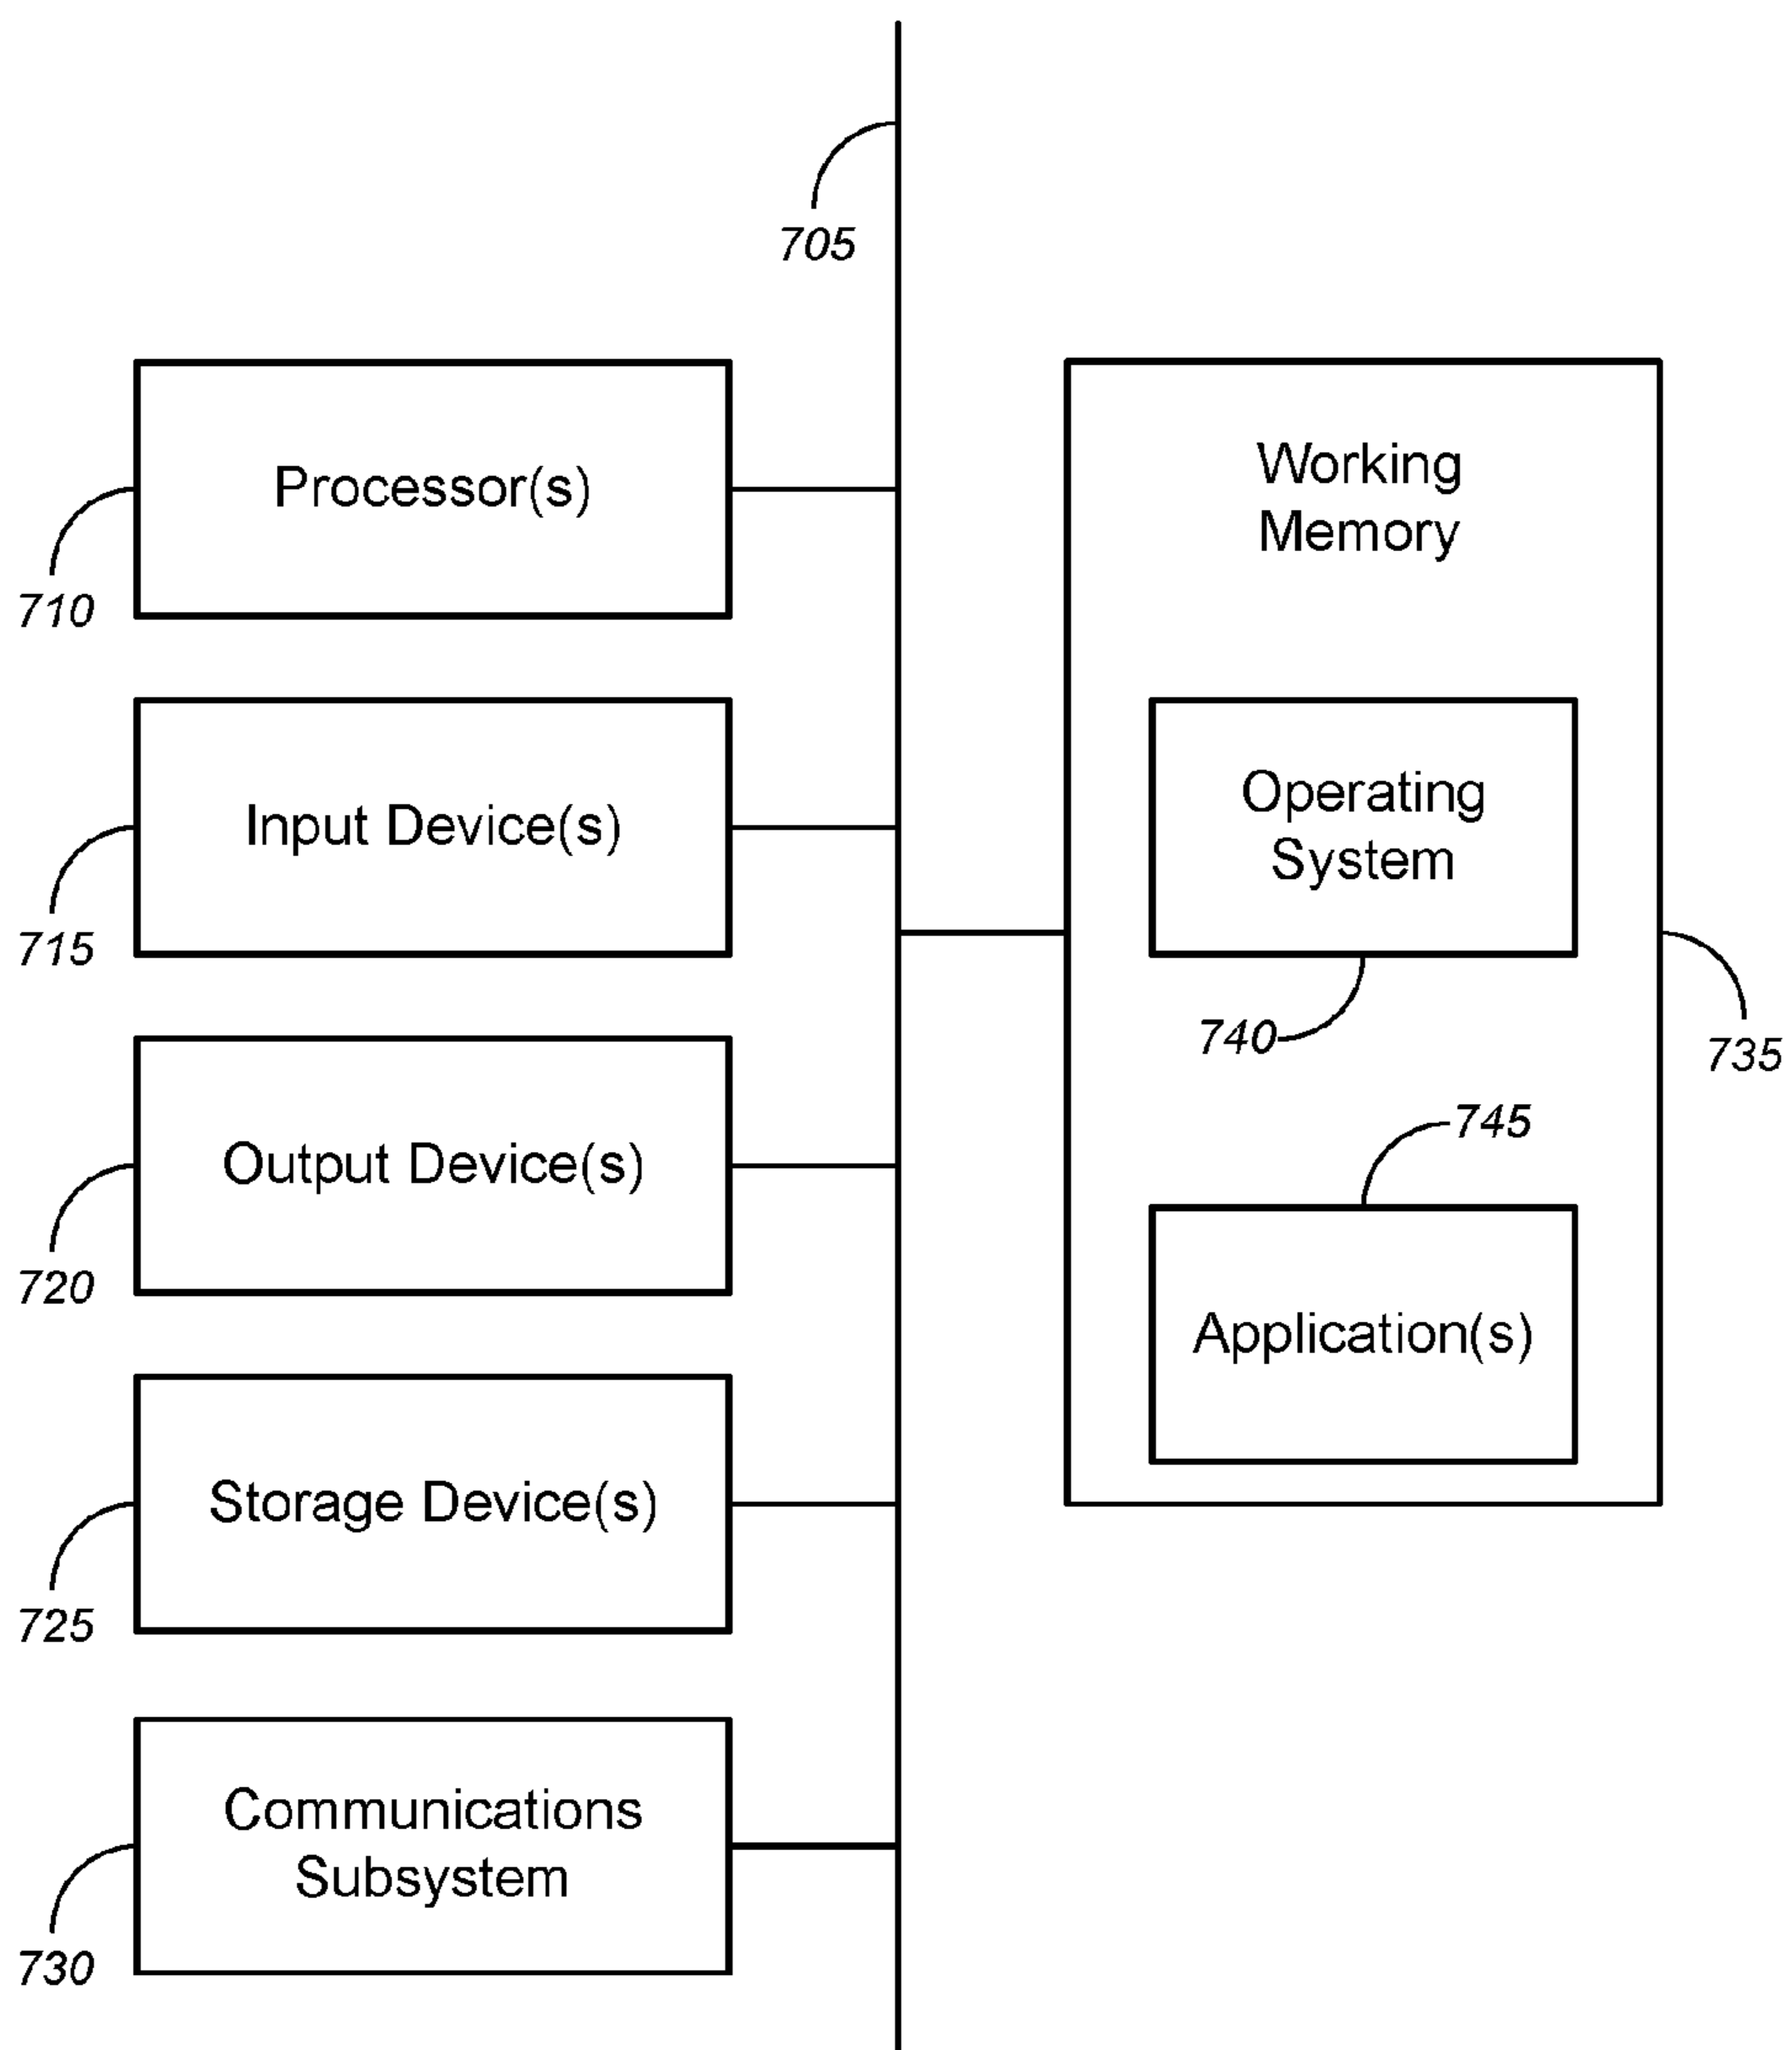 705
Processor(s)
710
Input Device(s)
715
Output Device(s)
720
Storage Device(s)
725
Communications
Subsystem
730
Working
Memory
Operating
System
740
735
745
Application(s)